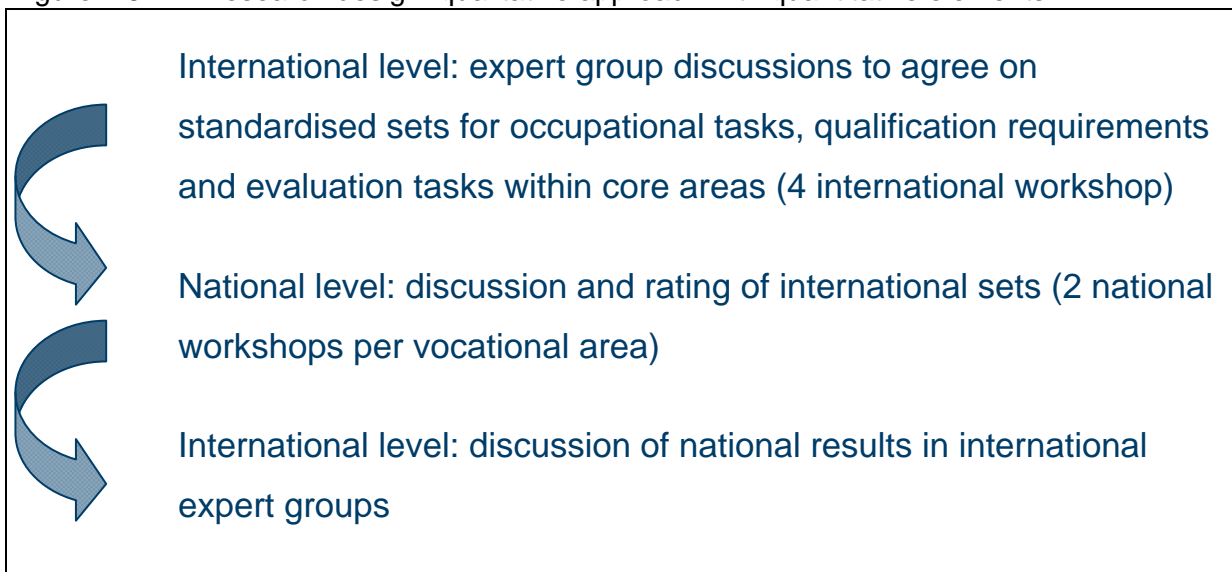 International level: expert group discussions to agree on
standardised sets for occupational tasks, qualification requirements
and evaluation tasks within core areas (4 international workshop)
National level: discussion and rating of international sets (2 national
workshops per vocational area)
International level: discussion of national results in international
expert groups